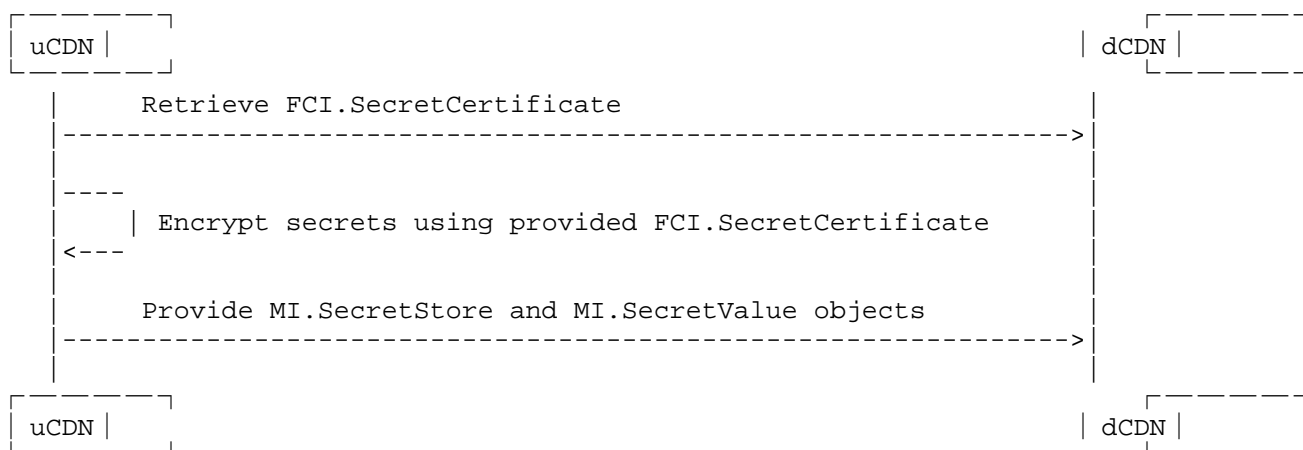 uCDN dCDN
Retrieve FCI.SecretCertificate
Encrypt secrets using provided FCI.SecretCertificate
Provide MI.SecretStore and MI.SecretValue objects
uCDN dCDN